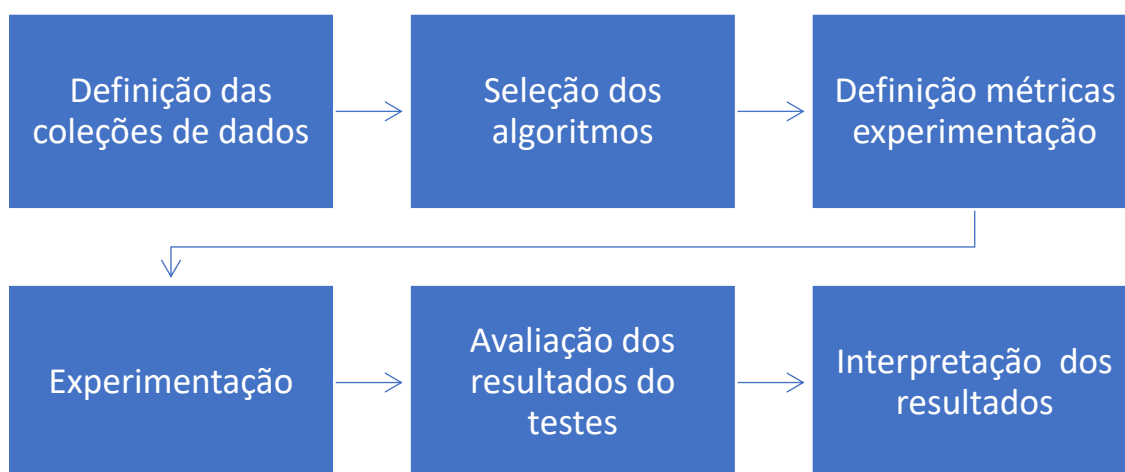 Definição das
coleções de dados
Seleção dos
algoritmos
Definição métricas
experimentação
Experimentação
Avaliação dos
resultados do
testes
Interpretação dos
resultados